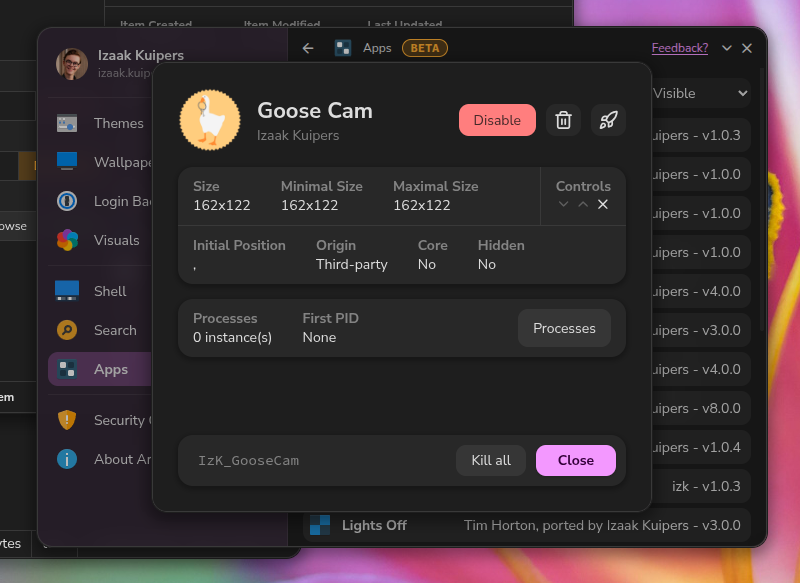 Item Created Item Modified Last Updated
Izaak Kuipers
izaak.kuip
Apps BETA
Feedback?
Themes
Wallpape
Login Ba
Visuals
Shell
Search
Apps
Security
About Ar
Goose Cam
Izaak Kuipers
Disable
Size Minimal Size Maximal Size Controls
162x122 162x122 162x122
Initial Position Origin Core Hidden
, Third-party No No
Processes First PID
0 instance(s) None
Processes
IzK_GooseCam Kill all Close
Visible
uipers - v1.0.3
uipers - v1.0.0
uipers - v1.0.0
uipers - v1.0.0
uipers - v4.0.0
uipers - v3.0.0
uipers - v4.0.0
uipers - v8.0.0
uipers - v1.0.4
izk - v1.0.3
Lights Off Tim Horton, ported by Izaak Kuipers - v3.0.0
owse
em
ytes